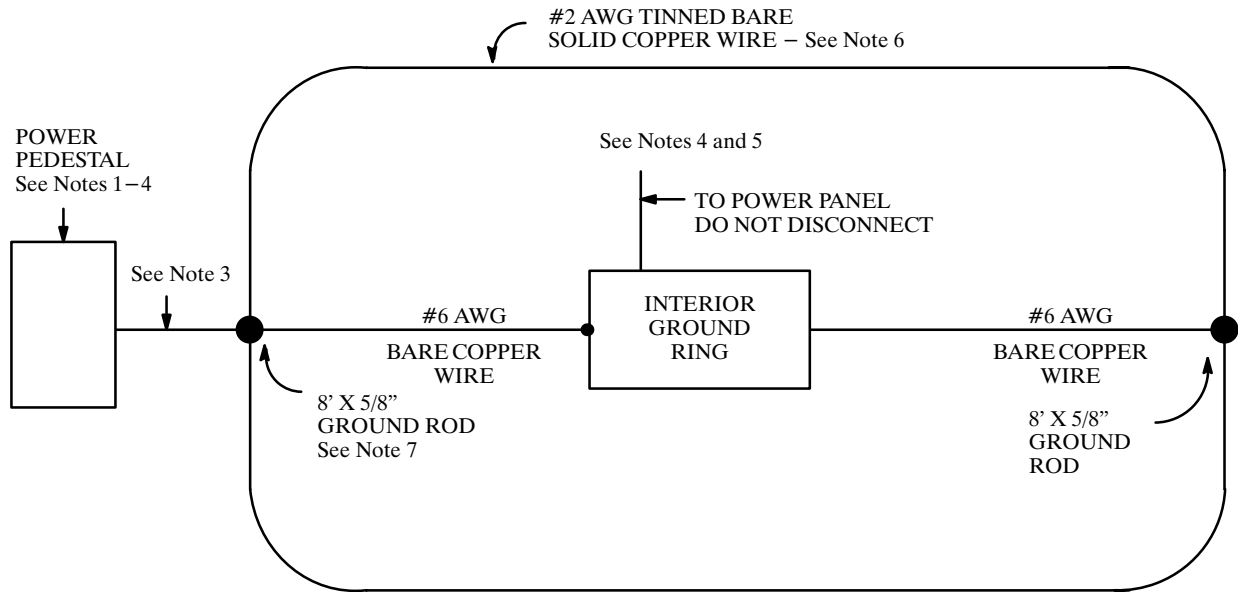 #2 AWG TINNED BARE
SOLID COPPER WIRE – See Note 6
POWER
PEDESTAL
See Notes 1–4
See Notes 4 and 5
TO POWER PANEL
DO NOT DISCONNECT
See Note 3
#6 AWG
BARE COPPER
WIRE
INTERIOR
GROUND
RING
#6 AWG
BARE COPPER
WIRE
8' X 5/8”
GROUND ROD
See Note 7
8' X 5/8”
GROUND
ROD